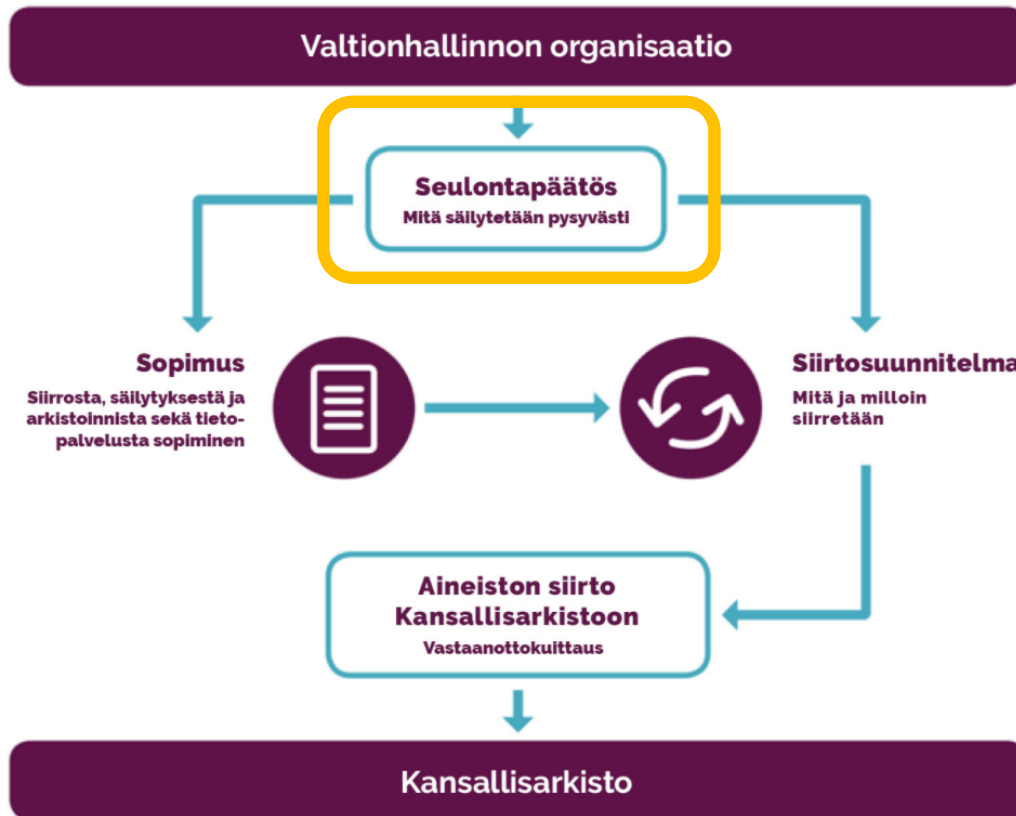 Valtionhallinnon organisaatio
Seulontapäätös
Mitä säilytetään pysyvästi
Sopimus
Siirrosta, säilytyksestä ja
arkistoinnista sekä tieto-
palvelusta sopiminen
Siirtosuunnitelma
Mitä ja milloin
siirretään
Aineiston siirto
Kansallisarkistoon
Vastaanottokuittaus
Kansallisarkisto